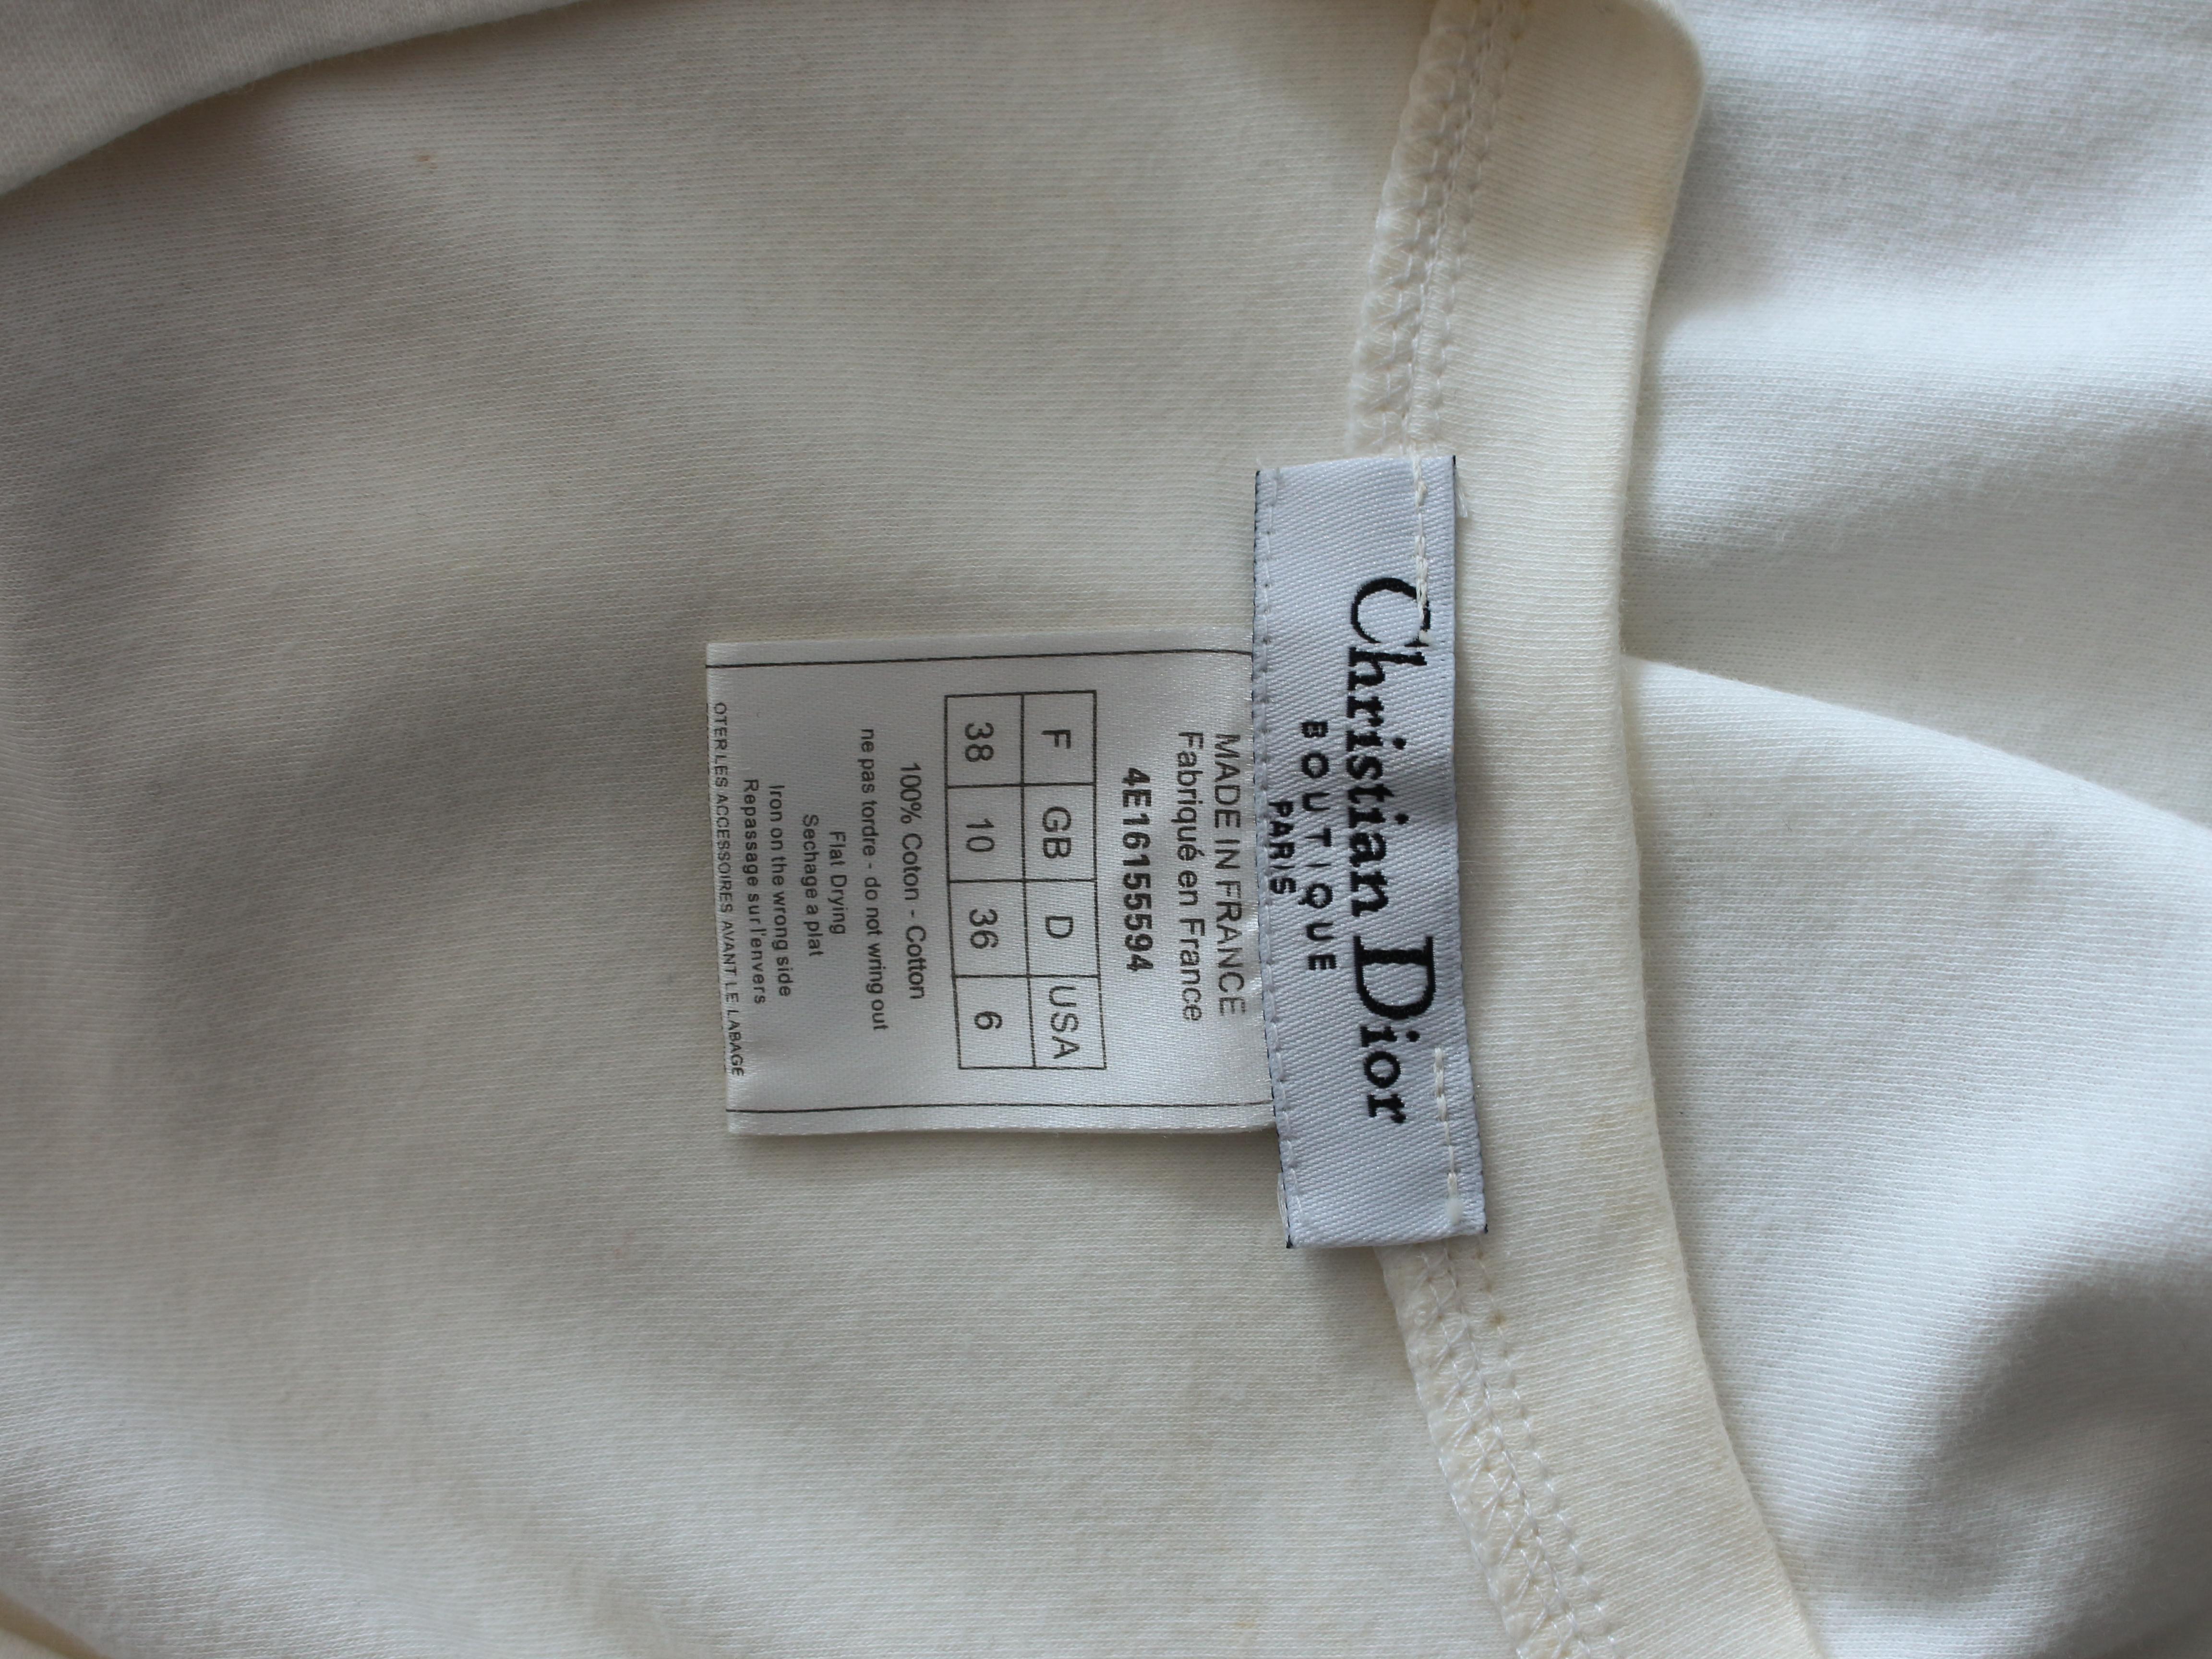 Christian Dior
BOUTIQUE
PARIS
MADE IN FRANCE
Fabriqué en France
4E16155594
F GB D USA
38 10 36 6
100% Coton - Cotton
ne pas tordre - do not wring out
Flat Drying
Sechage a plat
Iron on the wrong side
Repassage sur l'envers
OTER LES ACCESSOIRES AVANT LE LABAGE